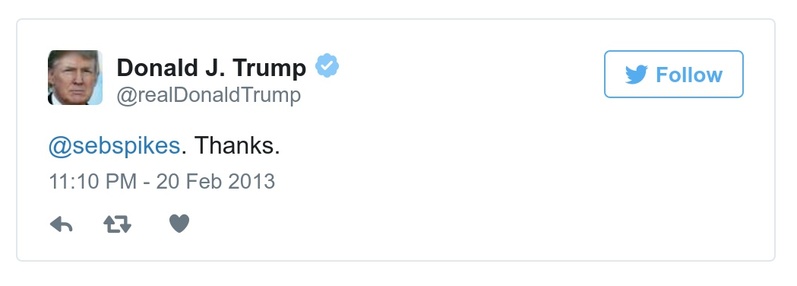 Donald J. Trump
@realDonaldTrump
Follow
@sebspikes. Thanks.
11:10 PM - 20 Feb 2013